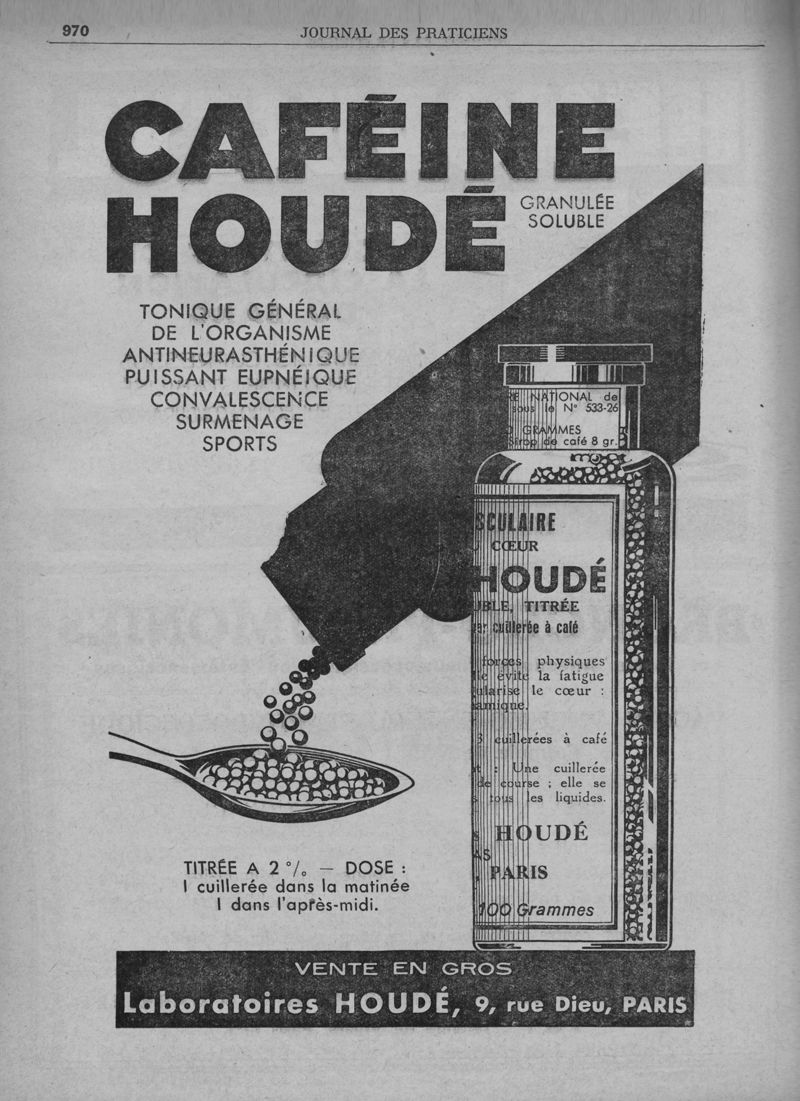 970
JOURNAL DES PRATICIENS
CAFÉINE
HOUDÉ
GRANULÉE
SOLUBLE
TONIQUE GÉNÉRAL
DE L'ORGANISME
ANTINEURASTHÉNIQUE
PUISSANT EUPNÉIQUE
CONVALESCENCE
SURMENAGE
SPORTS
NATIONAL de
sous le N° 533-26
GRAMMES
Sirop de café 8 gr.
SCULAIRE
CŒUR
HOUDÉ
UBLE, TITRÉE
par cuillerée à café
forces physiques
évite la fatigue
ularise le cœur :
amique.
3 cuillerées à café
t : Une cuillerée
de course ; elle se
s tous les liquides.
HOUDÉ
AS
, PARIS
100 Grammes
TITRÉE A 2 % — DOSE :
1 cuillerée dans la matinée
1 dans l'après-midi.
VENTE EN GROS
Laboratoires HOUDÉ, 9, rue Dieu, PARIS